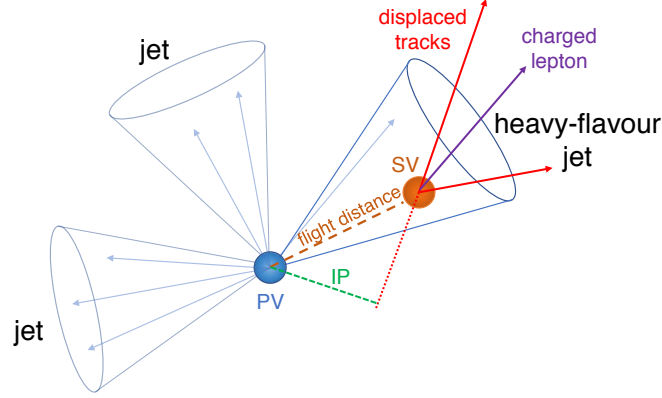 displaced
tracks
charged
lepton
jet
heavy-flavour
jet
SV
flight distance
IP
PV
jet